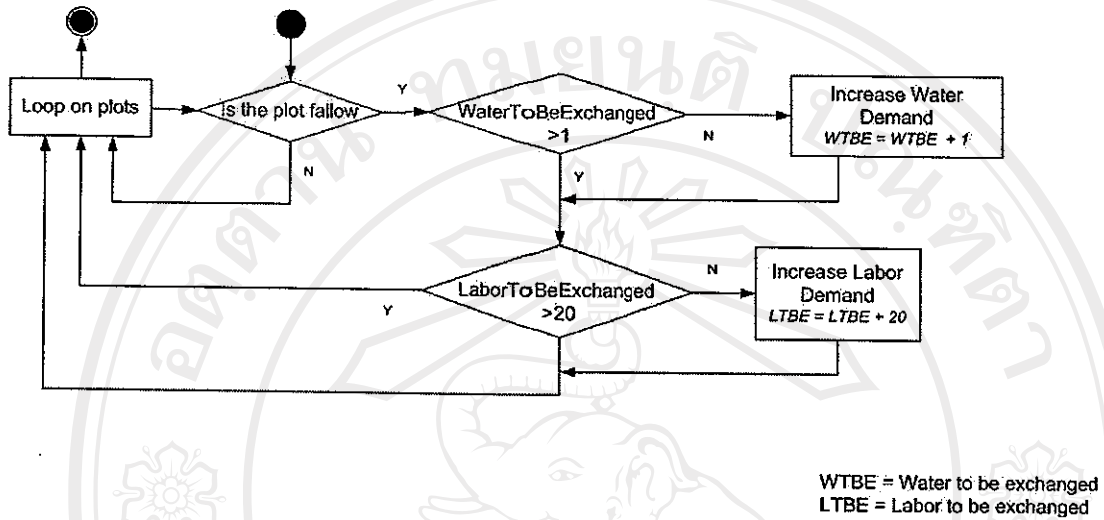 Loop on plots
is the plot fallow
Y
N
WaterToBeExchanged
>1
N
Y
Increase Water
Demand
WTBE = WTBE + 1
LaborToBeExchanged
>20
Y
N
Increase Labor
Demand
LTBE = LTBE + 20
WTBE = Water to be exchanged
LTBE = Labor to be exchanged